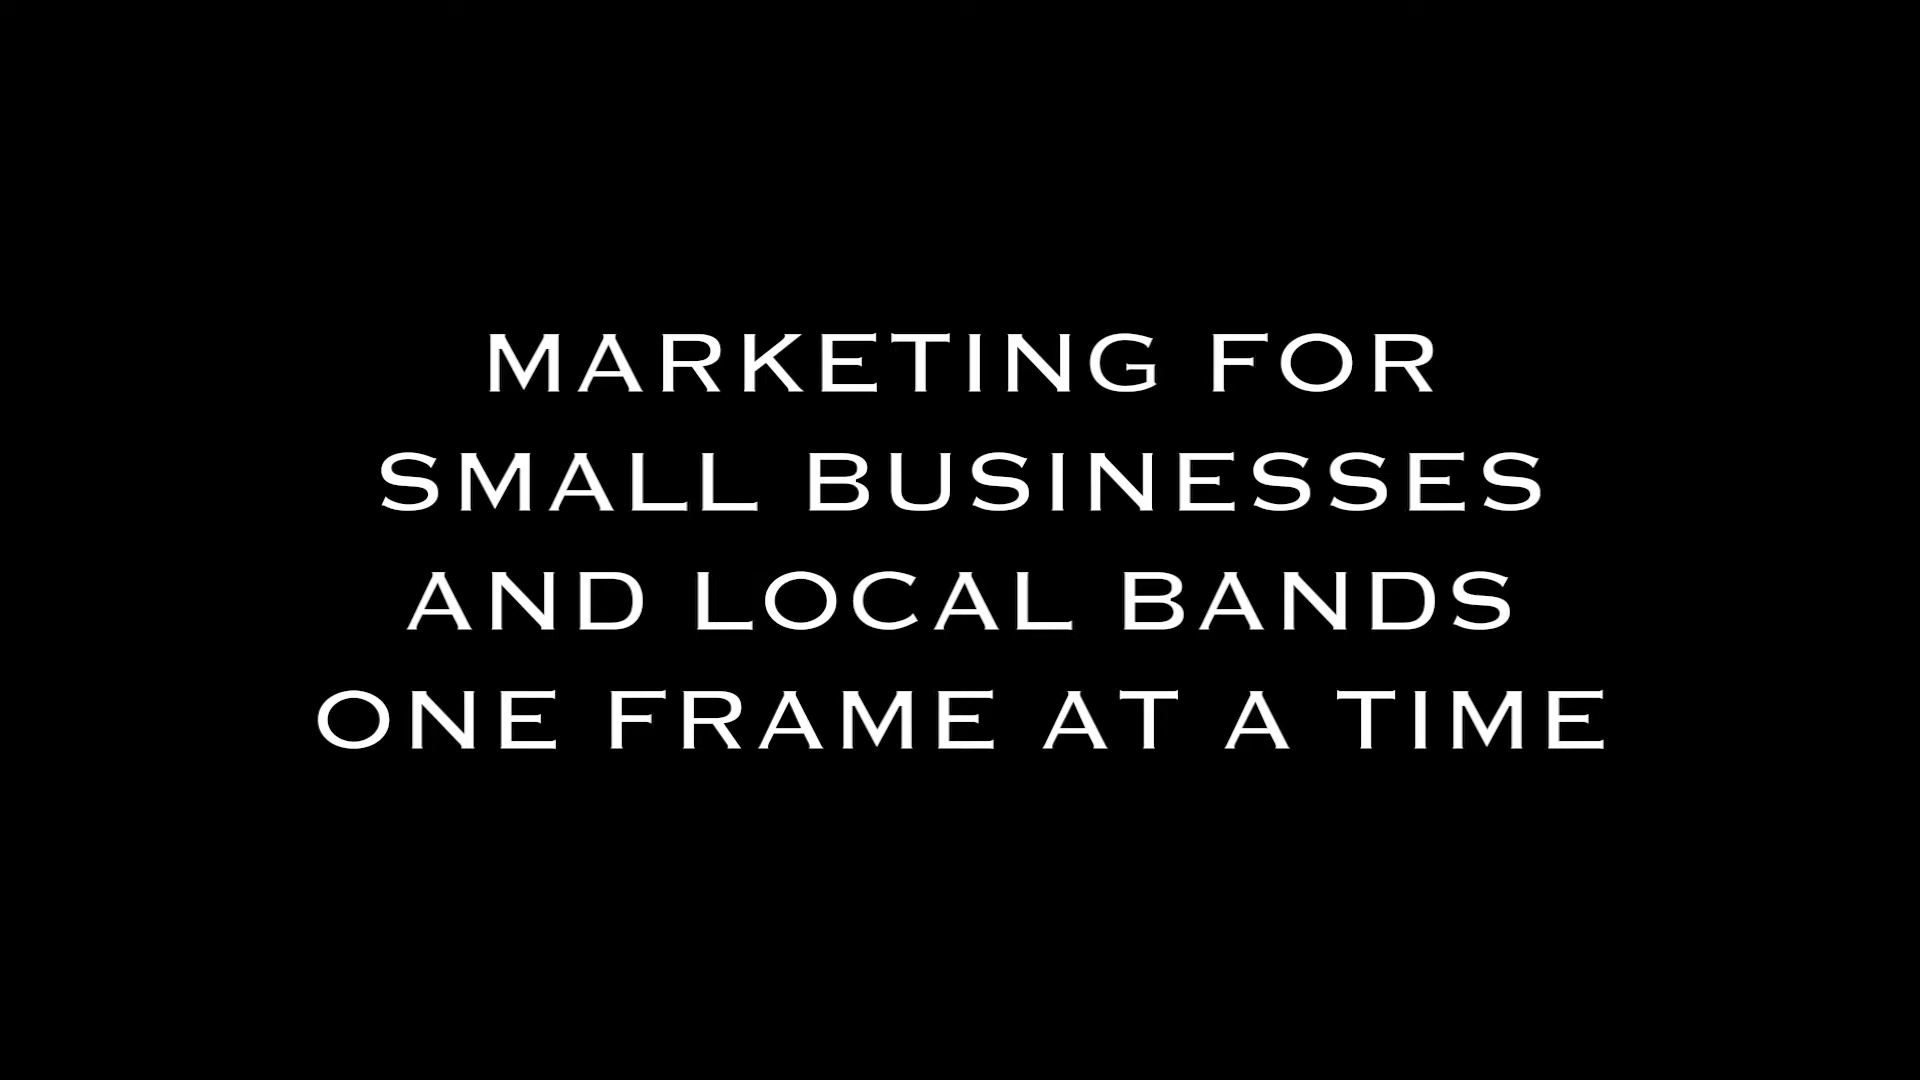 MARKETING FOR
SMALL BUSINESSES
AND LOCAL BANDS
ONE FRAME AT A TIME